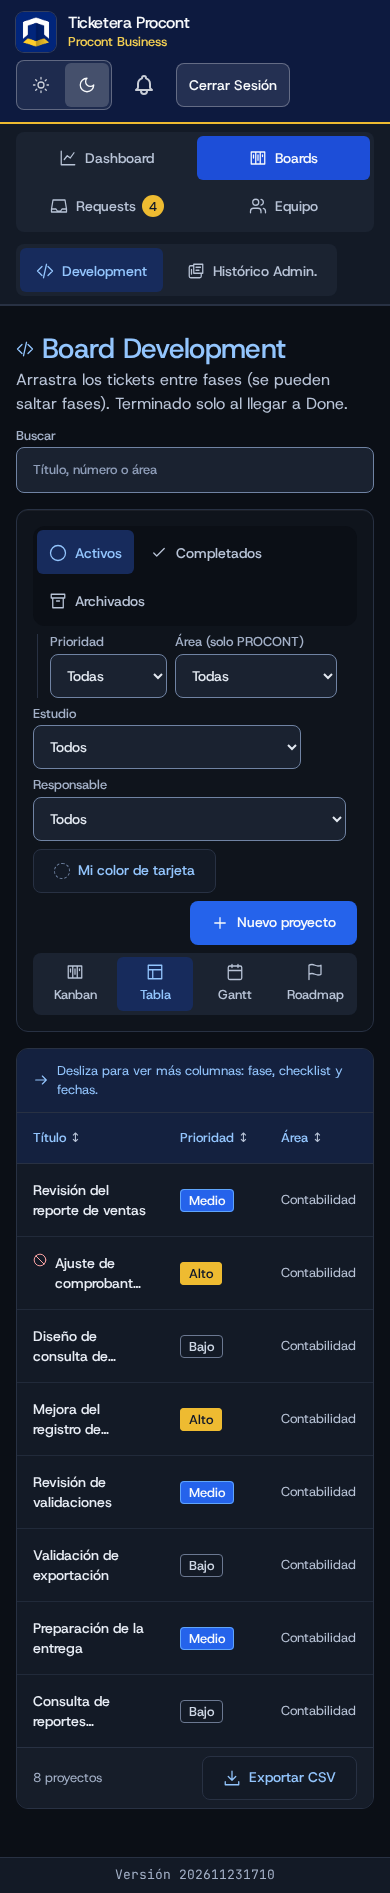 Ticketera Procont
Procont Business
Cerrar Sesión
Dashboard
Boards
Requests 4
Equipo
Development
Histórico Admin.
Board Development
Arrastra los tickets entre fases (se pueden
saltar fases). Terminado solo al llegar a Done.
Buscar
Título, número o área
Activos
Completados
Archivados
Prioridad
Área (solo PROCONT)
Todas
Todas
Estudio
Todos
Responsable
Todos
Mi color de tarjeta
Nuevo proyecto
Kanban
Tabla
Gantt
Roadmap
Desliza para ver más columnas: fase, checklist y
fechas.
Título ↕
Prioridad ↕
Área ↕
Revisión del
reporte de ventas
Medio
Contabilidad
Ajuste de
comprobant…
Alto
Contabilidad
Diseño de
consulta de…
Bajo
Contabilidad
Mejora del
registro de…
Alto
Contabilidad
Revisión de
validaciones
Medio
Contabilidad
Validación de
exportación
Bajo
Contabilidad
Preparación de la
entrega
Medio
Contabilidad
Consulta de
reportes…
Bajo
Contabilidad
8 proyectos
Exportar CSV
Versión 202611231710